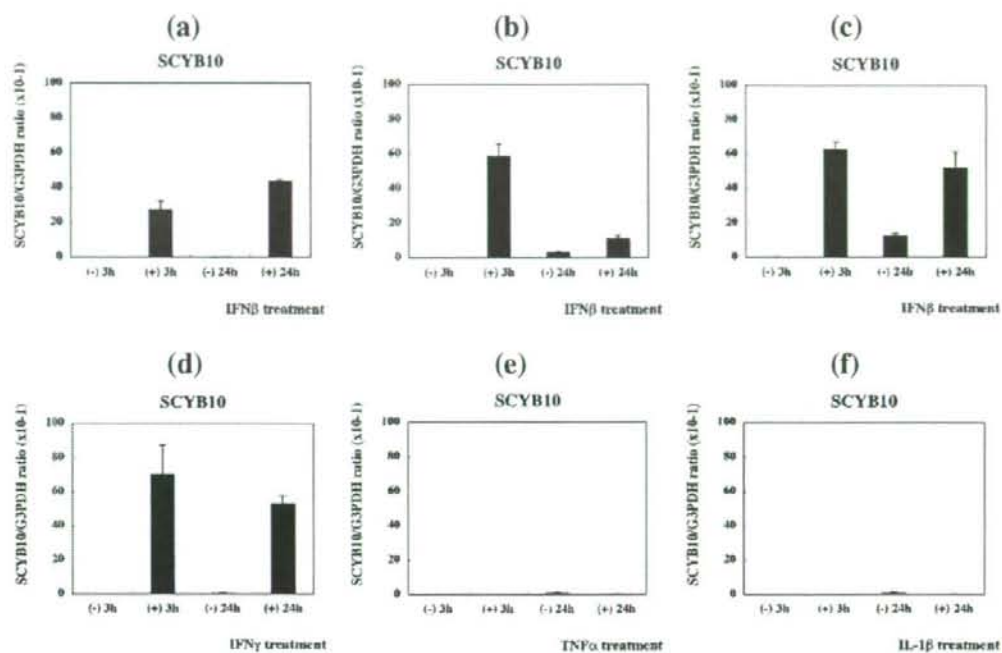 (a) (b) (c)
SCYB10 SCYB10 SCYB10
SCYB10/G3PDH ratio (x10-1) SCYB10/G3PDH ratio (x10-1) SCYB10/G3PDH ratio (x10-1)
100 100 100
80 80 80
60 60 60
40 40 40
20 20 20
0 0 0
(-) 3h (+) 3h (-) 24h (+) 24h (-) 3h (+) 3h (-) 24h (+) 24h (-) 3h (+) 3h (-) 24h (+) 24h
IFNβ treatment IFNβ treatment IFNβ treatment
(d) (e) (f)
SCYB10 SCYB10 SCYB10
SCYB10/G3PDH ratio (x10-1) SCYB10/G3PDH ratio (x10-1) SCYB10/G3PDH ratio (x10-1)
100 100 100
80 80 80
60 60 60
40 40 40
20 20 20
0 0 0
(-) 3h (+) 3h (-) 24h (+) 24h (-) 3h (+) 3h (-) 24h (+) 24h (-) 3h (+) 3h (-) 24h (+) 24h
IFNγ treatment TNFα treatment IL-1β treatment